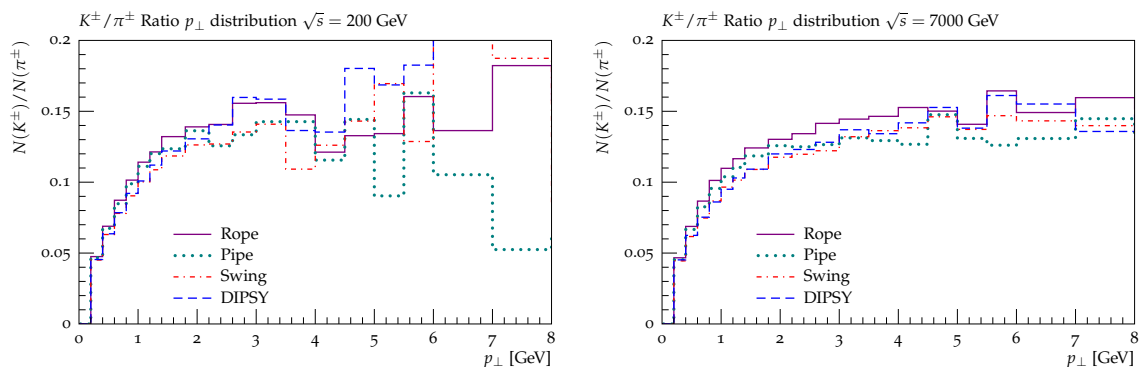 K±/π± Ratio p⊥ distribution √s = 200 GeV
N(K±)/N(π±)
0.2
0.15
0.1
0.05
0
Rope
Pipe
Swing
DIPSY
0 1 2 3 4 5 6 7 8
p⊥ [GeV]
K±/π± Ratio p⊥ distribution √s = 7000 GeV
N(K±)/N(π±)
0.2
0.15
0.1
0.05
0
Rope
Pipe
Swing
DIPSY
0 1 2 3 4 5 6 7 8
p⊥ [GeV]